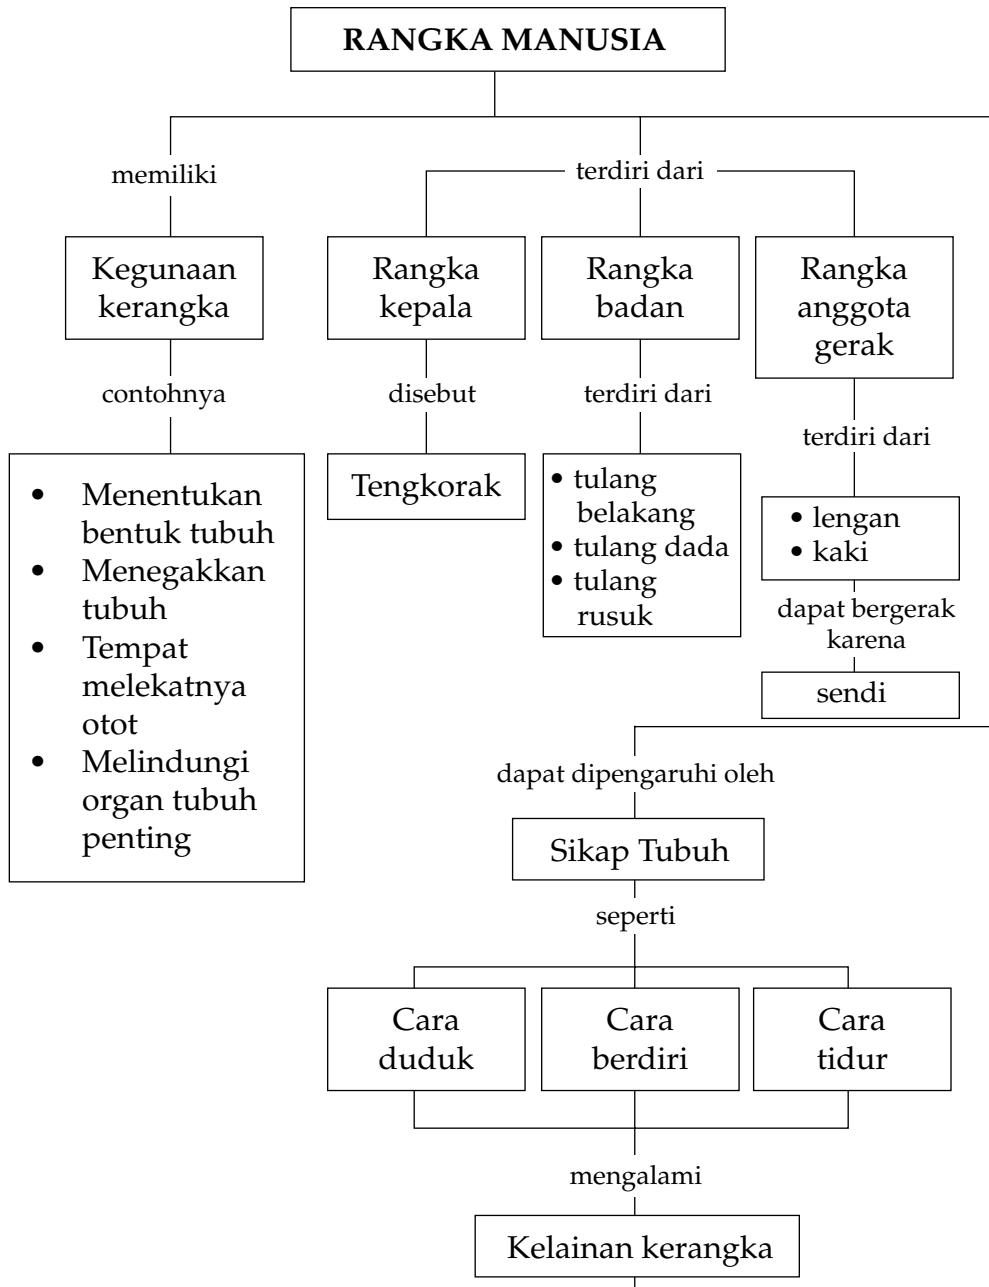 RANGKA MANUSIA
memiliki
terdiri dari
Kegunaan
kerangka
Rangka
kepala
Rangka
badan
Rangka
anggota
gerak
contohnya
disebut
terdiri dari
terdiri dari
• Menentukan
bentuk tubuh
• Menegakkan
tubuh
• Tempat
melekatnya
otot
• Melindungi
organ tubuh
penting
Tengkorak
• tulang
belakang
• tulang dada
• tulang
rusuk
• lengan
• kaki
dapat bergerak
karena
sendi
dapat dipengaruhi oleh
Sikap Tubuh
seperti
Cara
duduk
Cara
berdiri
Cara
tidur
mengalami
Kelainan kerangka